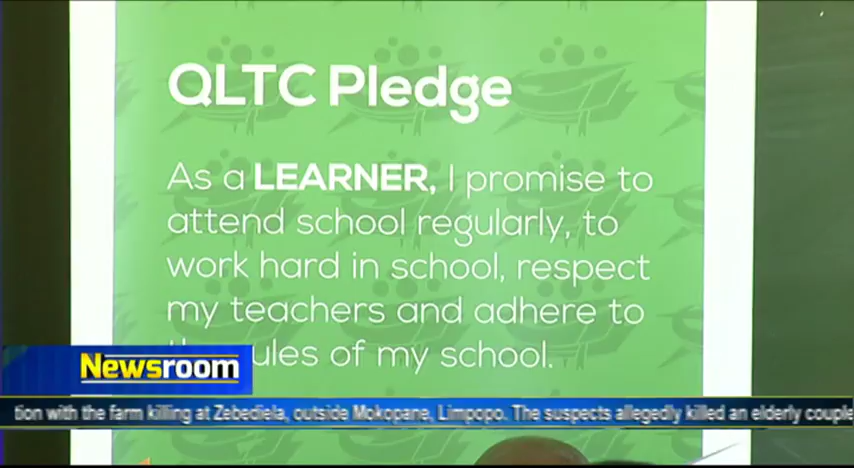 QLTC Pledge
As a LEARNER, I promise to
attend school regularly, to
work hard in school, respect
my teachers and adhere to
ules of my school.
Newsroom
tion with the farm killing at Zebediela, outside Mokopane, Limpopo. The suspects allegedly killed an elderly couple